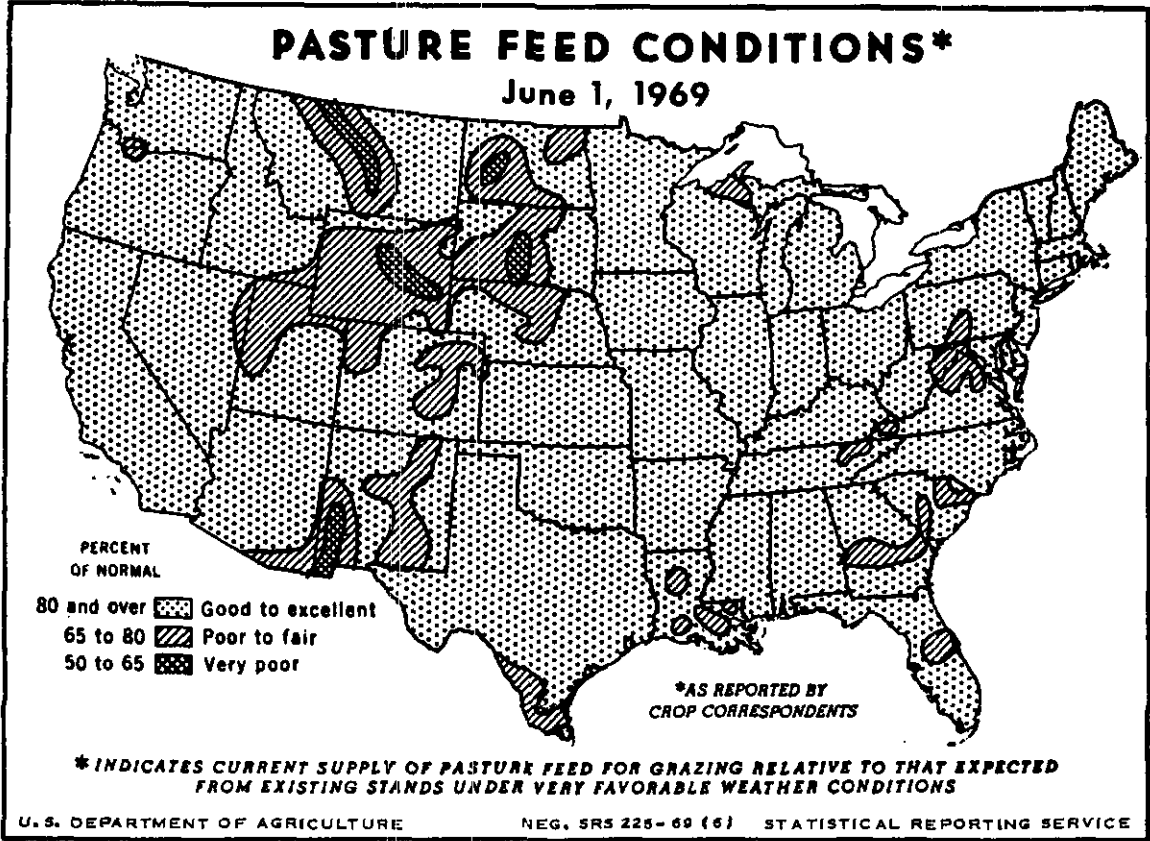 PASTURE FEED CONDITIONS*
June 1, 1969
PERCENT
OF NORMAL
80 and over Good to excellent
65 to 80 Poor to fair
50 to 65 Very poor
*AS REPORTED BY
CROP CORRESPONDENTS
* INDICATES CURRENT SUPPLY OF PASTURE FEED FOR GRAZING RELATIVE TO THAT EXPECTED
FROM EXISTING STANDS UNDER VERY FAVORABLE WEATHER CONDITIONS
U.S. DEPARTMENT OF AGRICULTURE NEG. SRS 225-69 (6) STATISTICAL REPORTING SERVICE